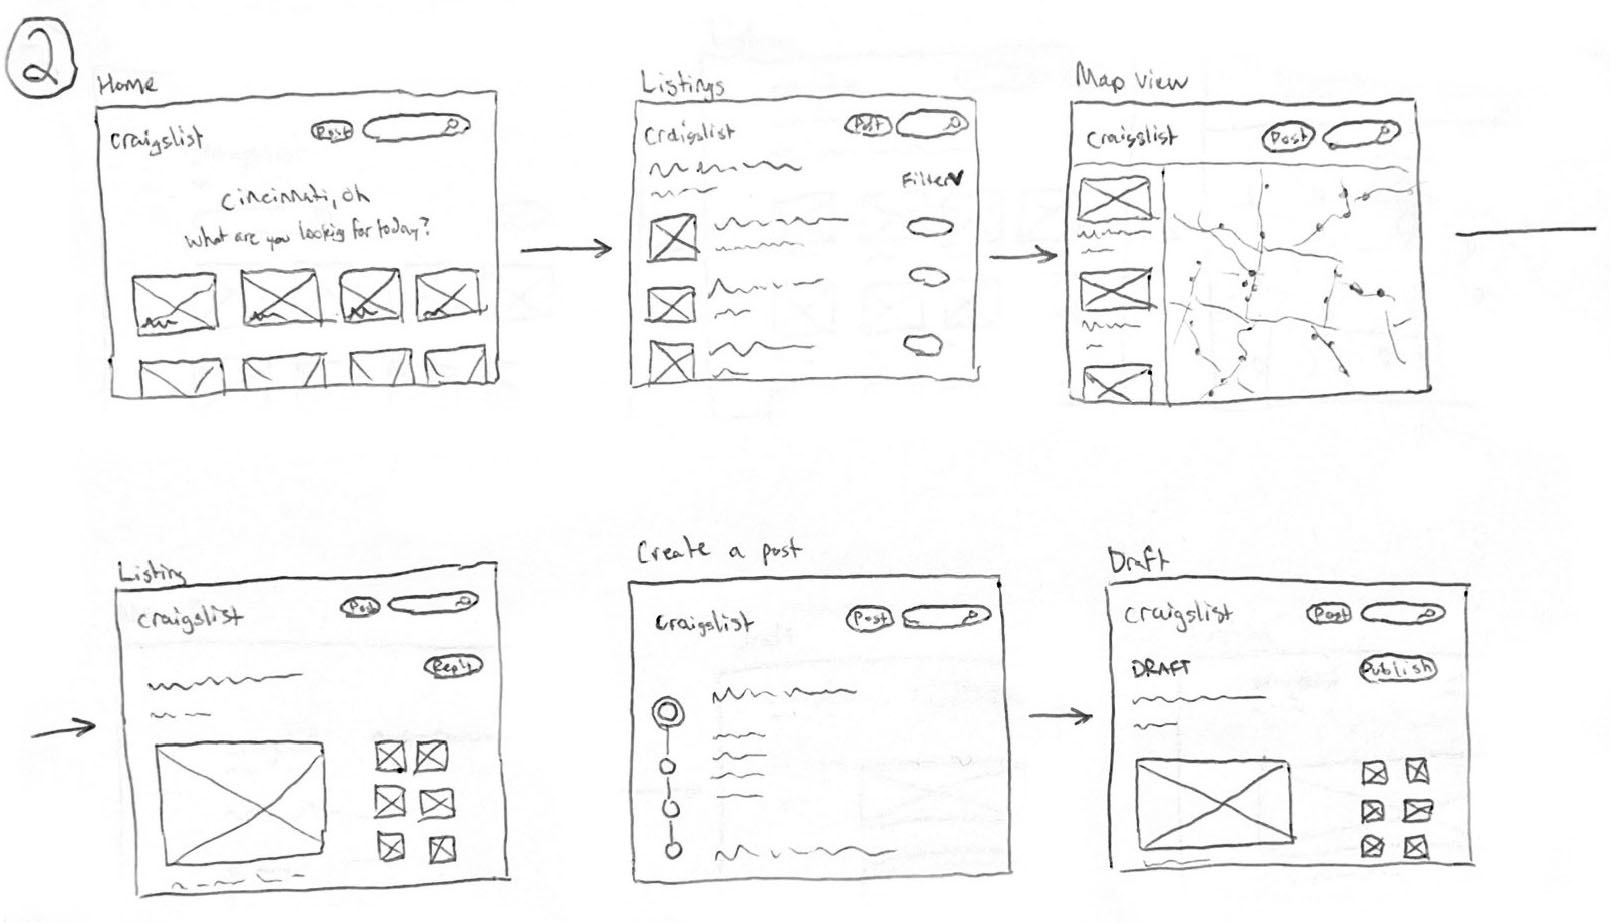 2
Home
craigslist
Post
Cincinnati, Oh
What are you looking for today?
Listings
Craigslist
Post
Filter
Map view
Craigslist
Post
Listing
craigslist
Post
Reply
Create a post
craigslist
Post
Draft
craigslist
Post
DRAFT
Publish